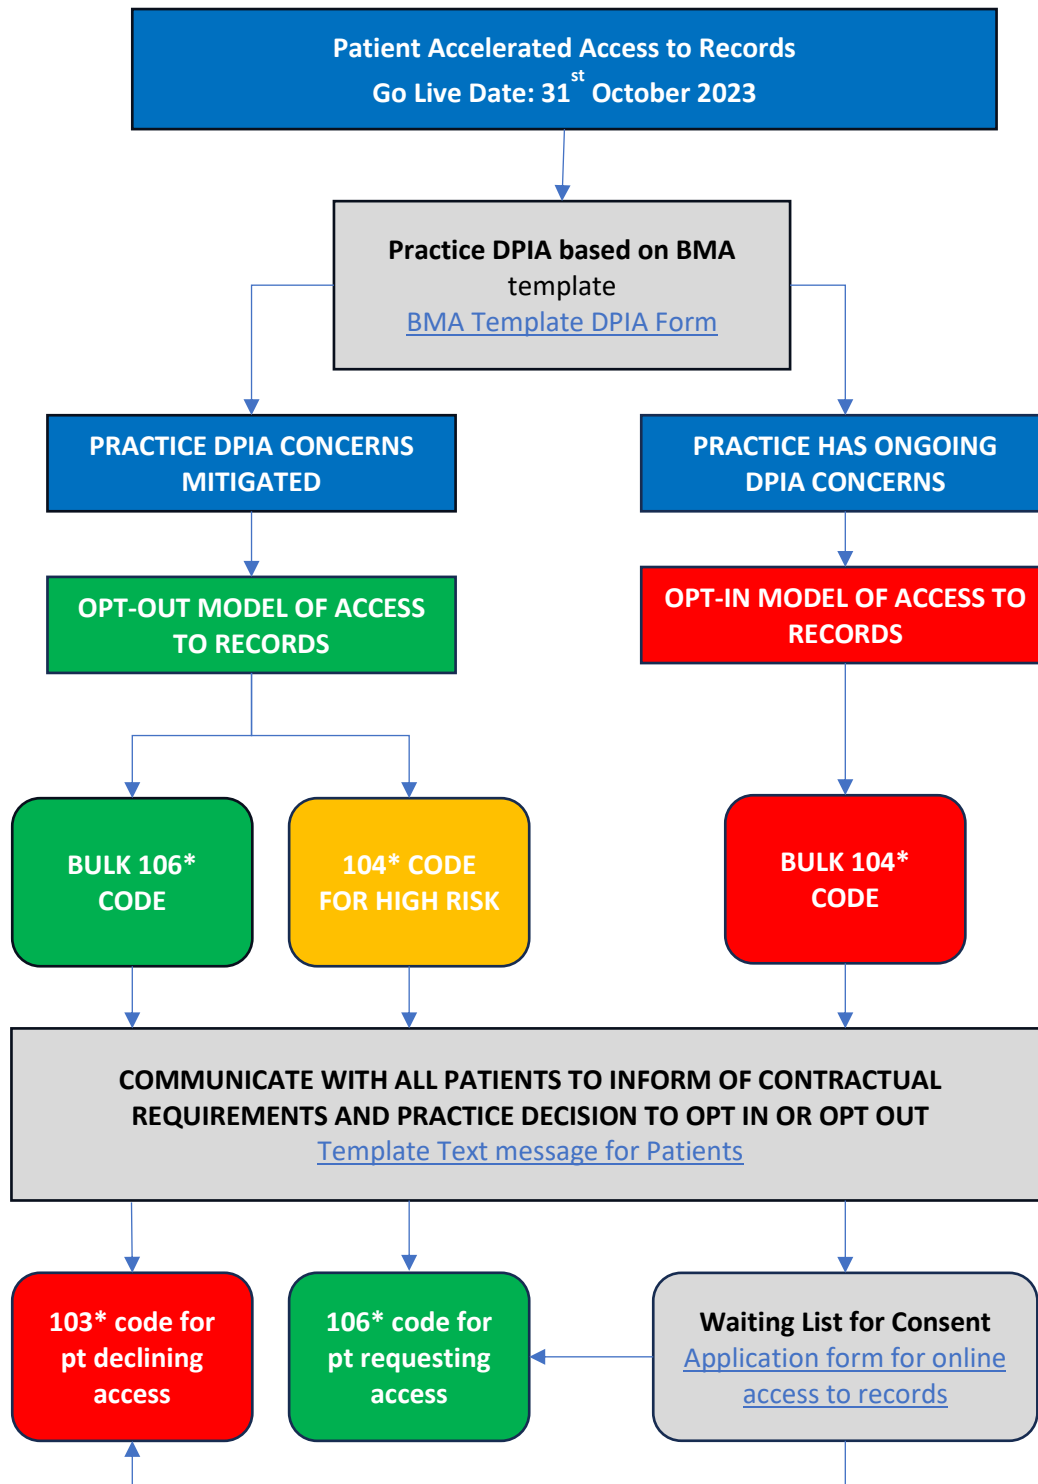 Patient Accelerated Access to Records
Go Live Date: 31st October 2023
Practice DPIA based on BMA
template
BMA Template DPIA Form
PRACTICE DPIA CONCERNS
MITIGATED
PRACTICE HAS ONGOING
DPIA CONCERNS
OPT-OUT MODEL OF ACCESS
TO RECORDS
OPT-IN MODEL OF ACCESS TO
RECORDS
BULK 106*
CODE
104* CODE
FOR HIGH RISK
BULK 104*
CODE
COMMUNICATE WITH ALL PATIENTS TO INFORM OF CONTRACTUAL
REQUIREMENTS AND PRACTICE DECISION TO OPT IN OR OPT OUT
Template Text message for Patients
103* code for
pt declining
access
106* code for
pt requesting
access
Waiting List for Consent
Application form for online
access to records